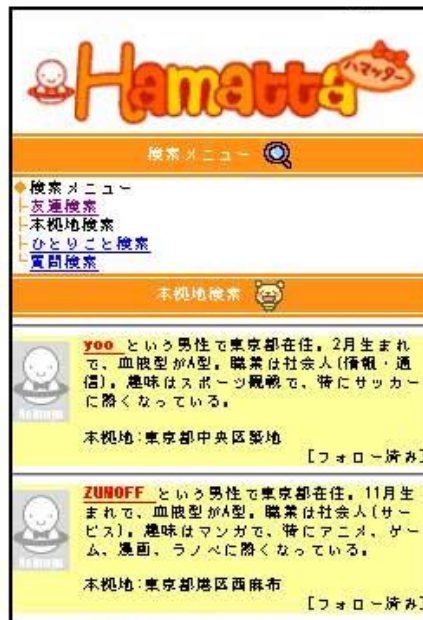 Hamatta
ハマッター
検索メニュー
◆検索メニュー
├友達検索
├本拠地検索
├ひとりごと検索
└質問検索
本拠地検索
yoo という男性で東京都在住。2月生まれ
で、血液型がA型。職業は社会人(情報・通
信)。趣味はスポーツ観戦で、特にサッカー
に熱くなっている。
本拠地:東京都中央区築地
[フォロー済み]
ZUNOFF という男性で東京都在住。11月生
まれで、血液型がA型。職業は社会人(サー
ビス)。趣味はマンガで、特にアニメ、ゲー
ム、漫画、ラノベに熱くなっている。
本拠地:東京都港区西麻布
[フォロー済み]